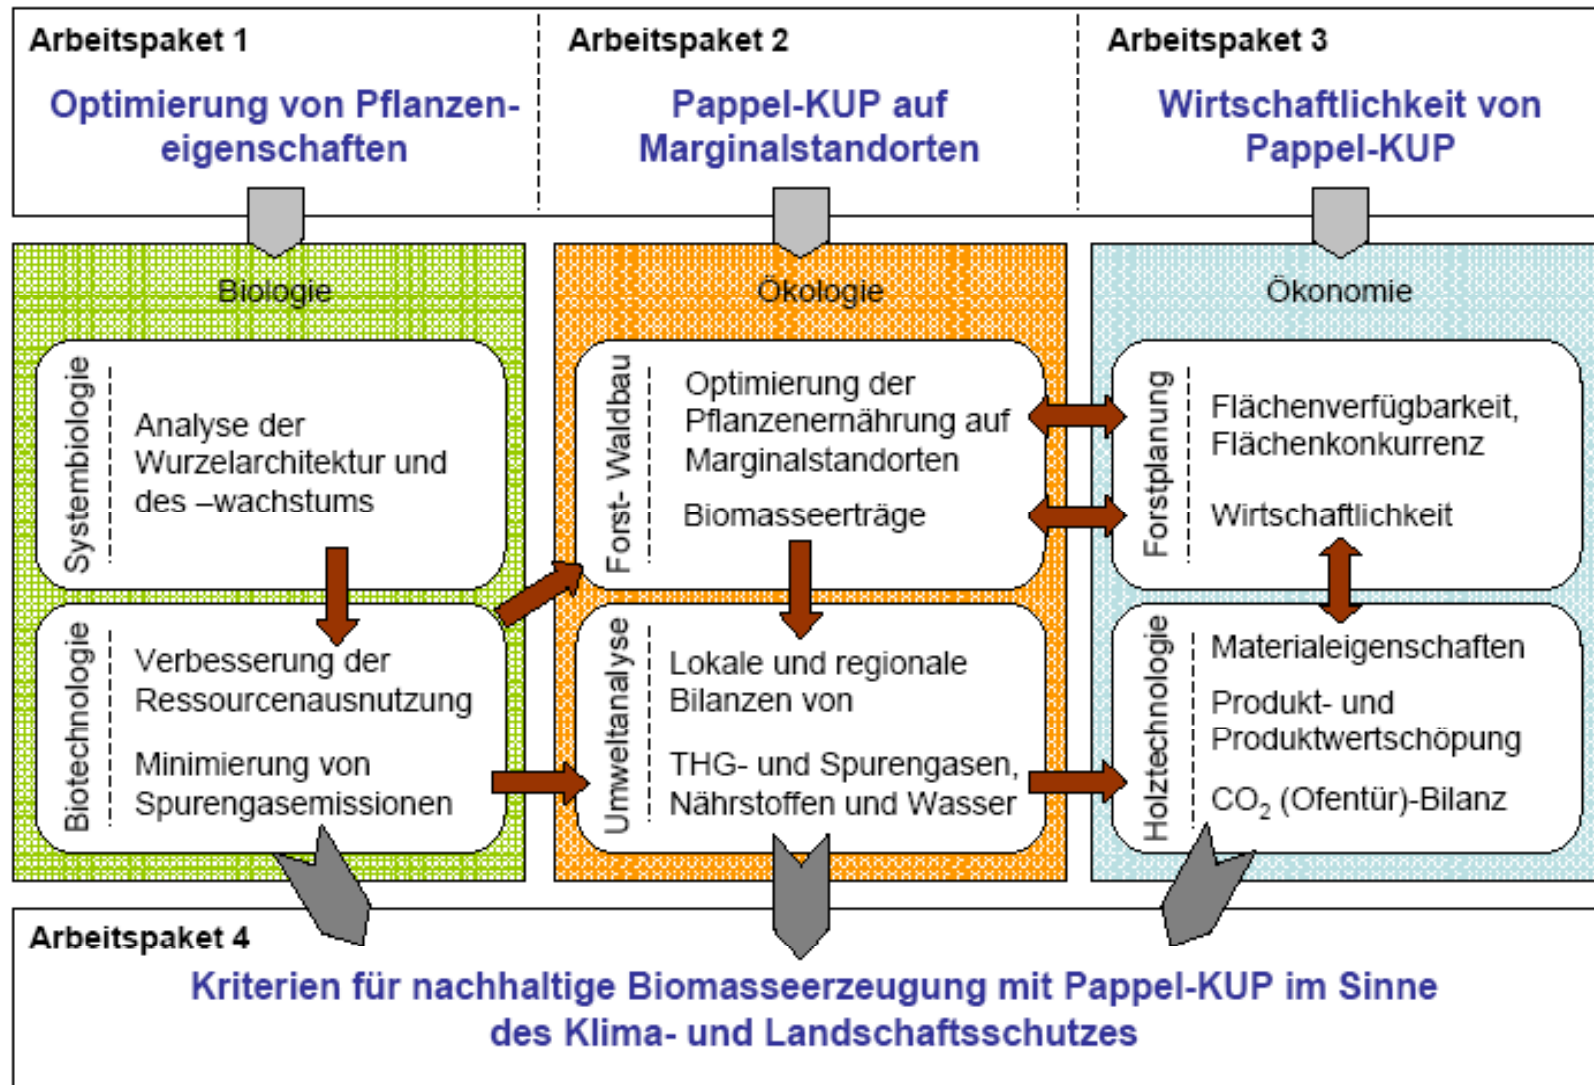 Arbeitspaket 1
Optimierung von Pflanzen-
eigenschaften
Arbeitspaket 2
Pappel-KUP auf
Marginalstandorten
Arbeitspaket 3
Wirtschaftlichkeit von
Pappel-KUP
Biologie
Systembiologie
Analyse der
Wurzelarchitektur und
des –wachstums
Biotechnologie
Verbesserung der
Ressourcenausnutzung
Minimierung von
Spurengasemissionen
Ökologie
Forst- Waldbau
Optimierung der
Pflanzenernährung auf
Marginalstandorten
Biomasseerträge
Umweltanalyse
Lokale und regionale
Bilanzen von
THG- und Spurengasen,
Nährstoffen und Wasser
Ökonomie
Forstplanung
Flächenverfügbarkeit,
Flächenkonkurrenz
Wirtschaftlichkeit
Holztechnologie
Materialeigenschaften
Produkt- und
Produktwertschöpung
CO₂ (Ofentür)-Bilanz
Arbeitspaket 4
Kriterien für nachhaltige Biomasseerzeugung mit Pappel-KUP im Sinne
des Klima- und Landschaftsschutzes